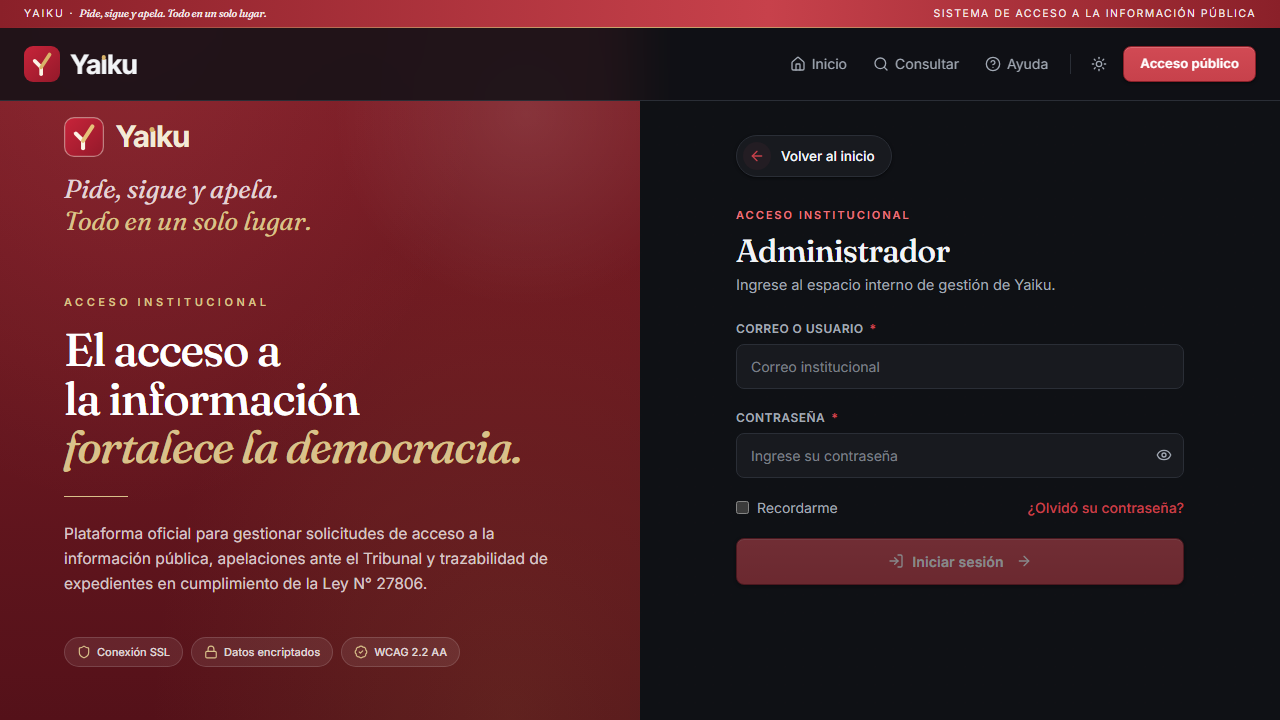 YAIKU · Pide, sigue y apela. Todo en un solo lugar.
SISTEMA DE ACCESO A LA INFORMACIÓN PÚBLICA
Yaiku
Inicio
Consultar
Ayuda
Acceso público
Yaiku
Pide, sigue y apela.
Todo en un solo lugar.
ACCESO INSTITUCIONAL
El acceso a
la información
fortalece la democracia.
Plataforma oficial para gestionar solicitudes de acceso a la
información pública, apelaciones ante el Tribunal y trazabilidad de
expedientes en cumplimiento de la Ley N° 27806.
Conexión SSL
Datos encriptados
WCAG 2.2 AA
Volver al inicio
ACCESO INSTITUCIONAL
Administrador
Ingrese al espacio interno de gestión de Yaiku.
CORREO O USUARIO *
Correo institucional
CONTRASEÑA *
Ingrese su contraseña
Recordarme
¿Olvidó su contraseña?
Iniciar sesión